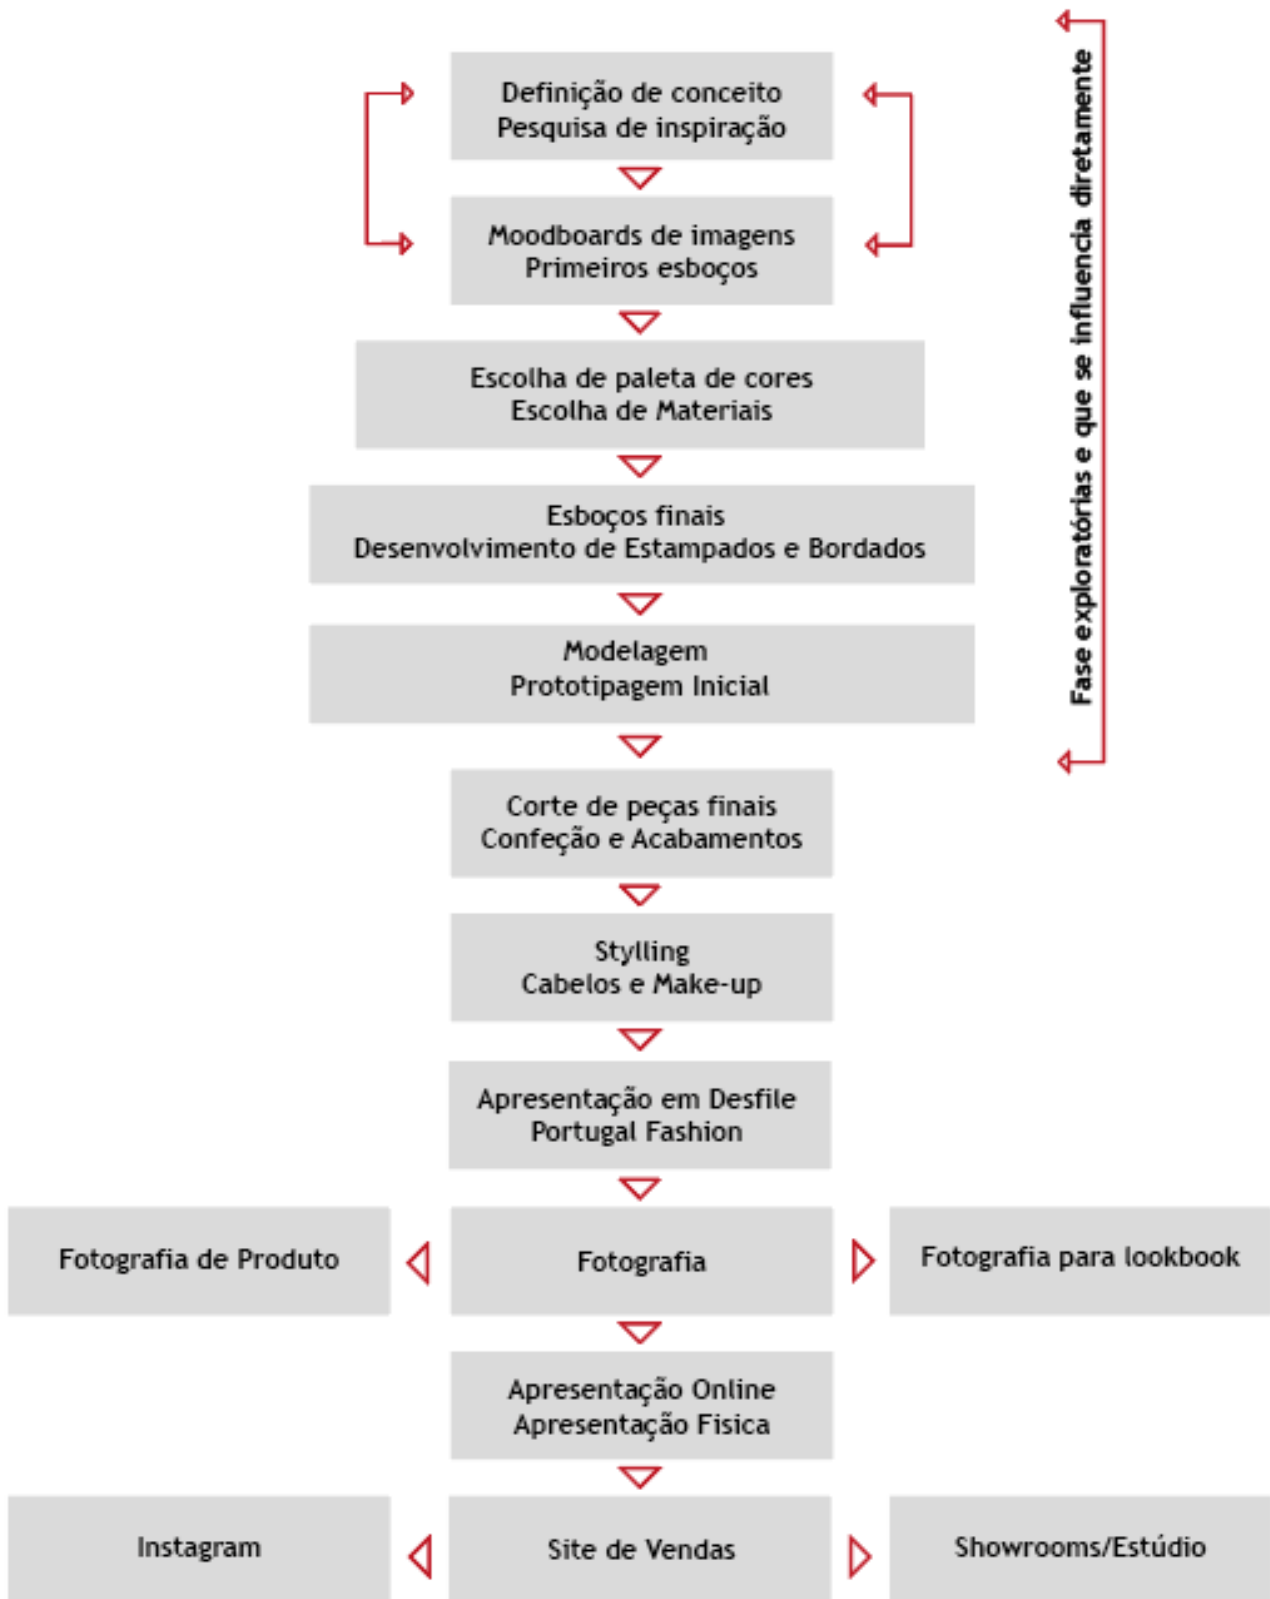 Definição de conceito
Pesquisa de inspiração
Moodboards de imagens
Primeiros esboços
Escolha de paleta de cores
Escolha de Materiais
Esboços finais
Desenvolvimento de Estampados e Bordados
Modelagem
Prototipagem Inicial
Fase exploratórias e que se influencia diretamente
Corte de peças finais
Confeção e Acabamentos
Stylling
Cabelos e Make-up
Apresentação em Desfile
Portugal Fashion
Fotografia de Produto
Fotografia
Fotografia para lookbook
Apresentação Online
Apresentação Fisica
Instagram
Site de Vendas
Showrooms/Estúdio